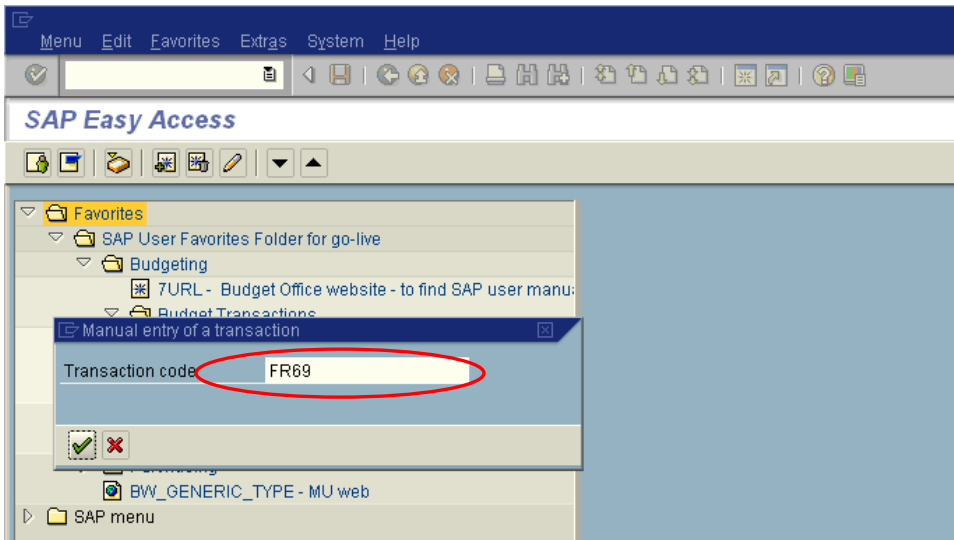 Menu Edit Favorites Extras System Help
SAP Easy Access
Favorites
SAP User Favorites Folder for go-live
Budgeting
7URL - Budget Office website - to find SAP user manu
Budget Transactions
Manual entry of a transaction
Transaction code FR69
BW_GENERIC_TYPE - MU web
SAP menu